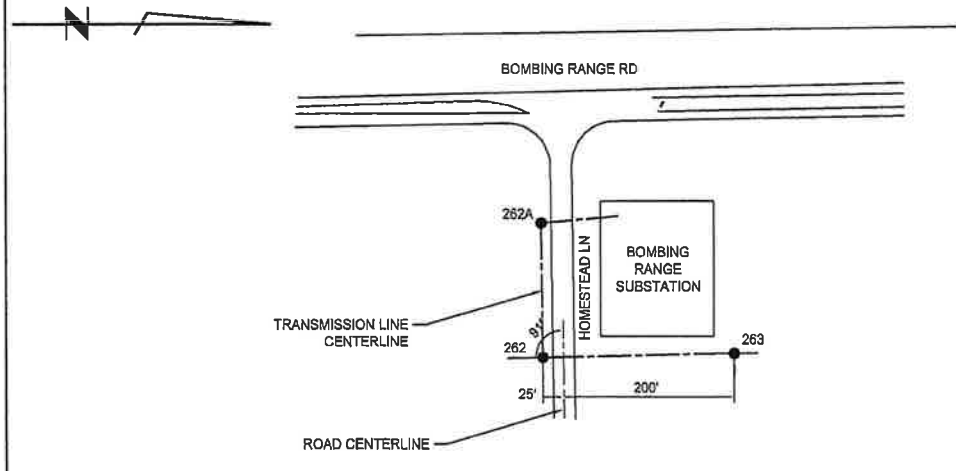 N
BOMBING RANGE RD
262A
HOMESTEAD LN
BOMBING
RANGE
SUBSTATION
TRANSMISSION LINE
CENTERLINE
91°
262
263
25'
200'
ROAD CENTERLINE